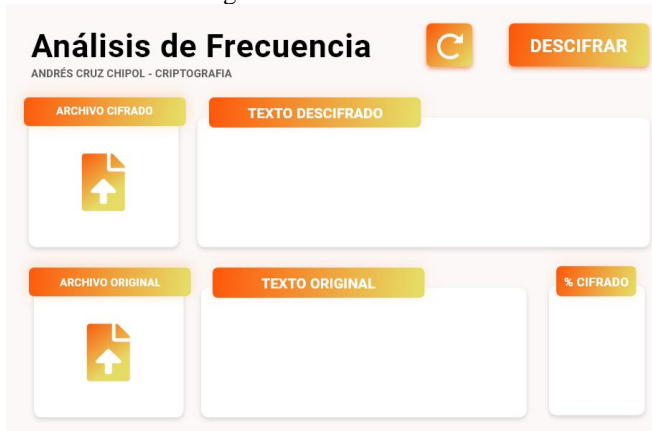 Análisis de Frecuencia
DESCIFRAR
ANDRÉS CRUZ CHIPOL - CRIPTOGRAFIA
ARCHIVO CIFRADO
TEXTO DESCIFRADO
ARCHIVO ORIGINAL
TEXTO ORIGINAL
% CIFRADO